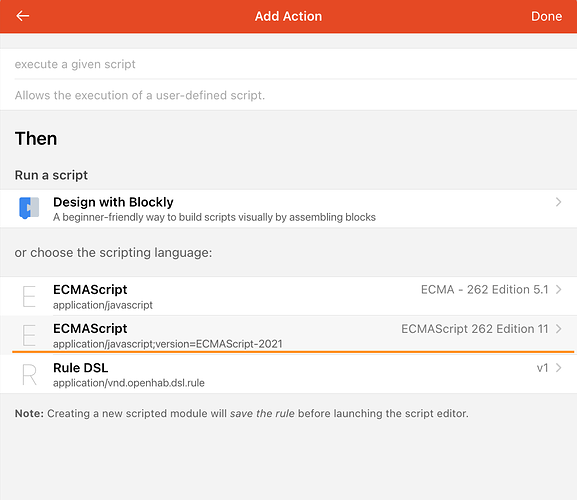 Add Action
Done
execute a given script
Allows the execution of a user-defined script.
Then
Run a script
Design with Blockly
A beginner-friendly way to build scripts visually by assembling blocks
or choose the scripting language:
E
ECMAScript
ECMA - 262 Edition 5.1
application/javascript
E
ECMAScript
ECMAScript 262 Edition 11
application/javascript;version=ECMAScript-2021
R
Rule DSL
v1
application/vnd.openhab.dsl.rule
Note: Creating a new scripted module will save the rule before launching the script editor.